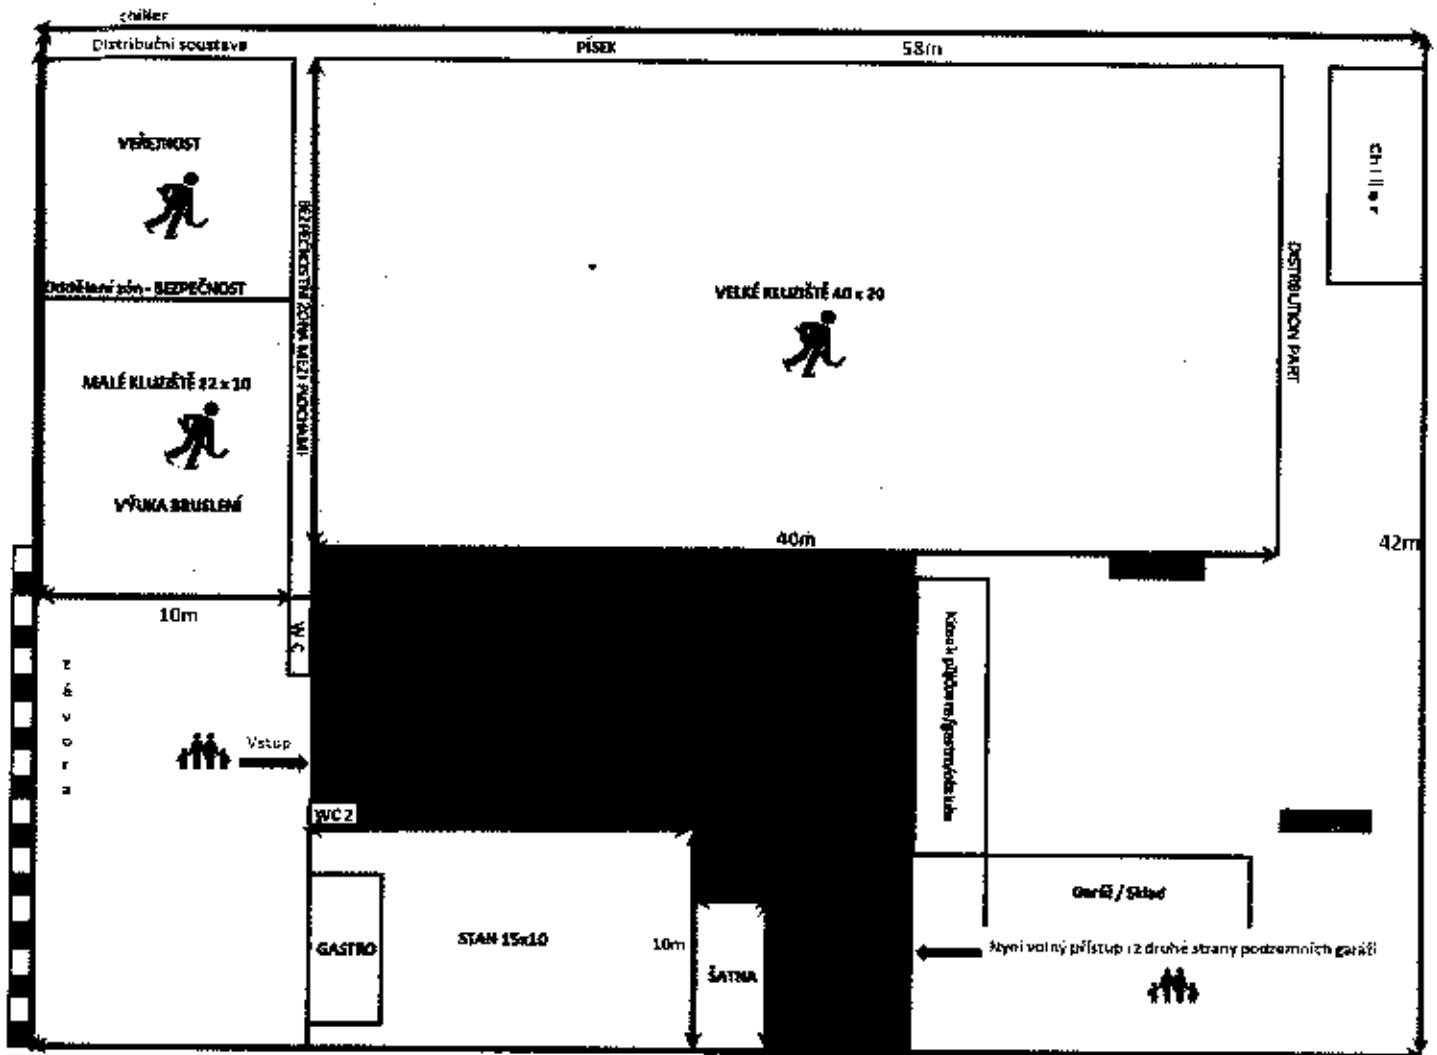 chiller
Distribuční soustava
PÍSEK
58m
VEŘEJNOST
Chiller
BEZPEČNOSTNÍ ZÓNA MEZI PLOCHAMI
DISTRIBUTION PART
Oddělení zón - BEZPEČNOST
VELKÉ KLUZIŠTĚ 40 x 20
MALÉ KLUZIŠTĚ 22 x 10
VÝUKA BRUSLENÍ
40m
42m
10m
WC
závora
Vstup
WC 2
GASTRO
STAN 15x10
10m
ŠATNA
Garáž / Sklad
Nyní volný přístup i z druhé strany podzemních garáží